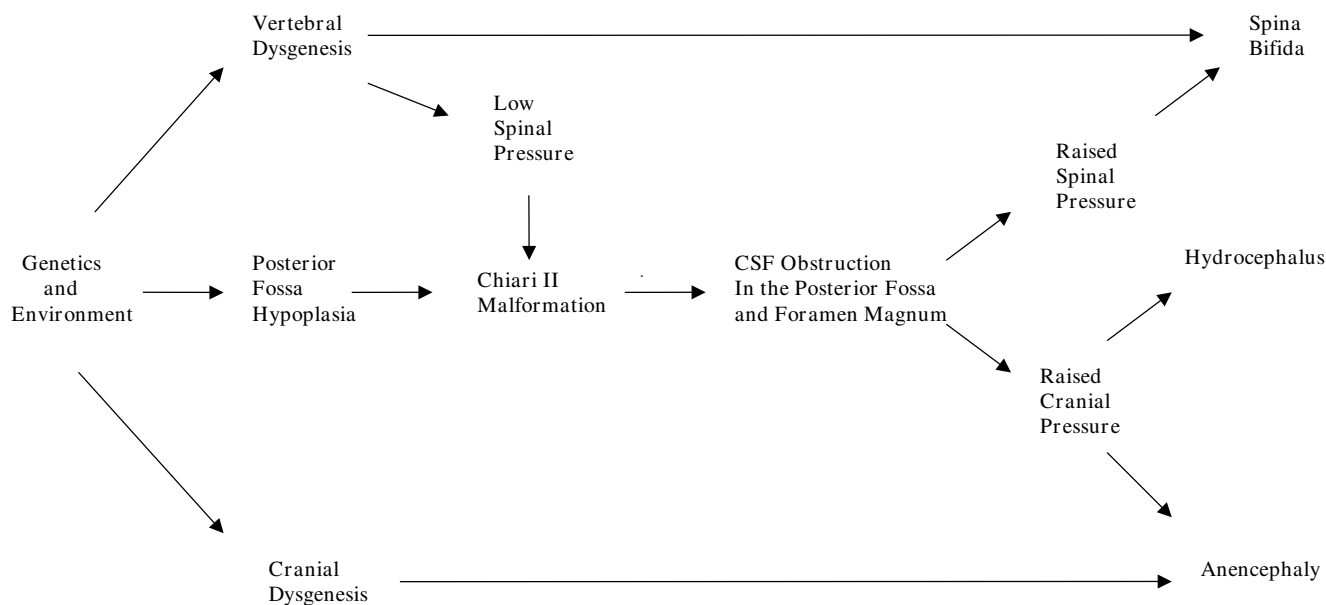 Vertebral
Dysgenesis
Spina
Bifida
Low
Spinal
Pressure
Raised
Spinal
Pressure
Genetics
and
Environment
Posterior
Fossa
Hypoplasia
Chiari II
Malformation
CSF Obstruction
In the Posterior Fossa
and Foramen Magnum
Hydrocephalus
Raised
Cranial
Pressure
Cranial
Dysgenesis
Anencephaly